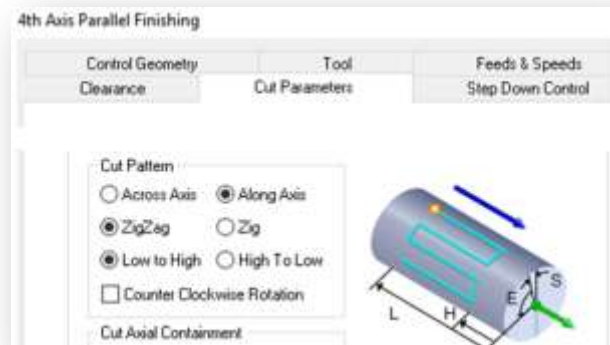 4th Axis Parallel Finishing
Control Geometry Tool Feeds & Speeds
Clearance Cut Parameters Step Down Control
Cut Pattern
Across Axis Along Axis
ZigZag Zig
Low to High High To Low
Counter Clockwise Rotation
Cut Axial Containment
L H E S